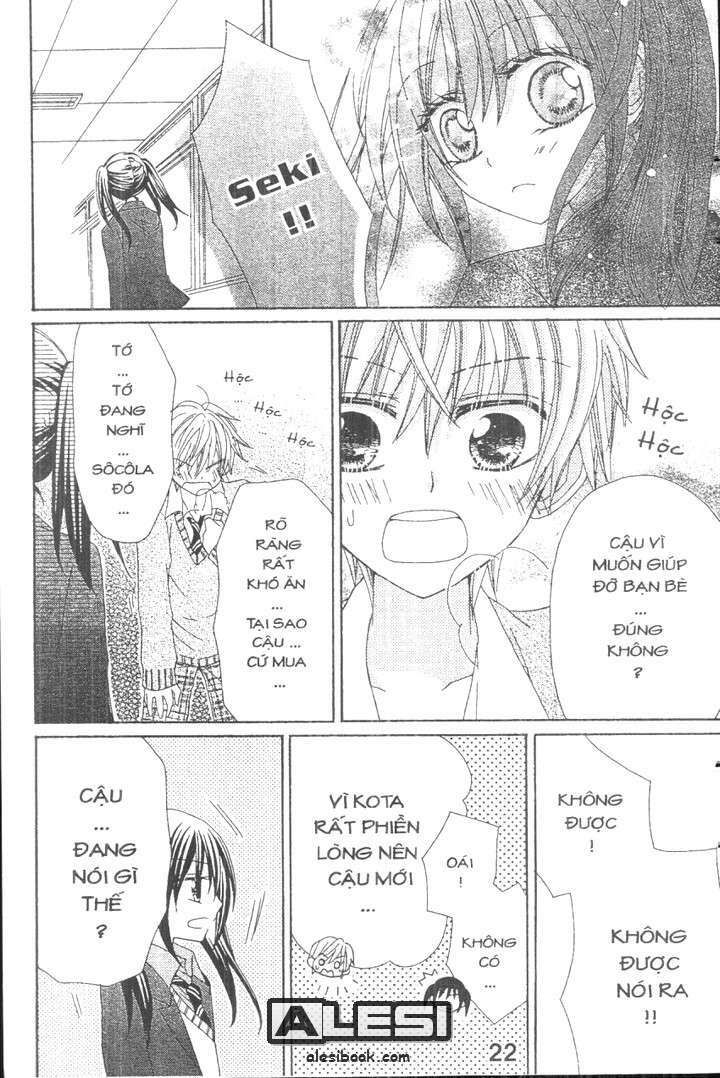 Seki
!!
TỚ
...
TỚ
ĐANG
NGHĨ
...
SÔCÔLA
ĐÓ
...
HỘC
...
HỘC
...
HỘC
RÕ
RÀNG
RẤT
KHÓ ĂN
...
TẠI SAO
CẬU ...
CỨ MUA
...
HỘC
HỘC
CẬU VÌ
MUỐN GIÚP
ĐỠ BẠN BÈ
...
ĐÚNG
KHÔNG
?
CẬU
...
ĐANG
NÓI GÌ
THẾ
?
VÌ KOTA
RẤT PHIỀN
LÒNG NÊN
CẬU MỚI
...
OÁI
!
KHÔNG
CÓ
...
KHÔNG
ĐƯỢC
!
KHÔNG
ĐƯỢC
NÓI RA
!!
ALESI
alesibook.com
22